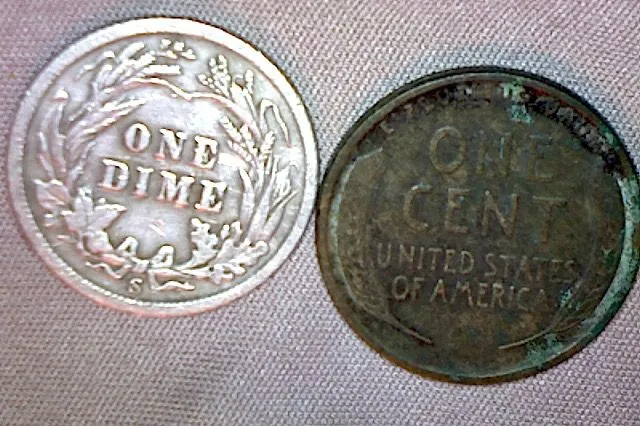 ONE
DIME
S
ONE
CENT
UNITED STATES
OF AMERICA